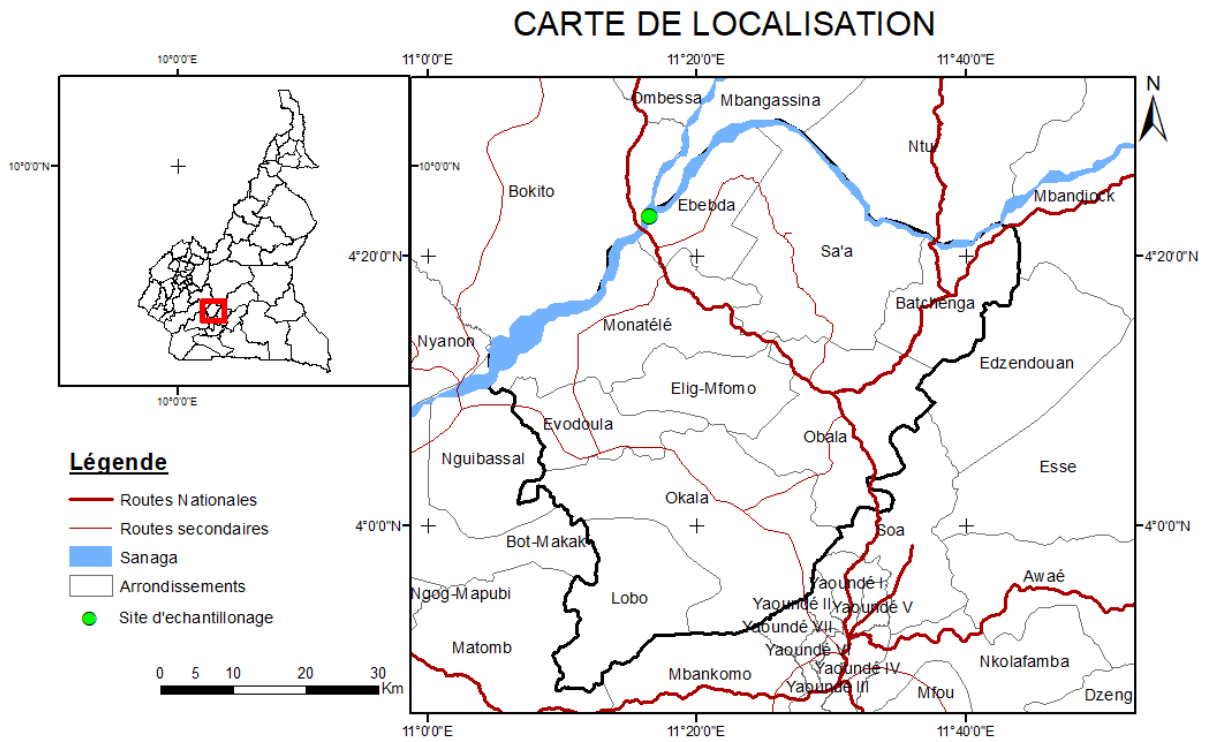 CARTE DE LOCALISATION
10°0'0"E
11°0'0"E
11°20'0"E
11°40'0"E
N
Ombessa
Mbangassina
Ntu
10°0'0"N
10°0'0"N
Bokito
Ebebda
Mbandjock
4°20'0"N
Sa'a
4°20'0"N
Batchenga
Monatélé
Nyanon
Edzendouan
Elig-Mfomo
10°0'0"E
Evodoula
Obala
Nguibassal
Esse
Légende
Okala
Routes Nationales
4°0'0"N
Soa
4°0'0"N
Routes secondaires
Bot-Makak
Sanaga
Awaé
Arrondissements
Yaoundé I
Ngog-Mapubi
Lobo
Yaoundé II
Yaoundé V
Site d'echantillonage
Yaoundé VII
Matomb
Yaoundé VI
Nkolafamba
Mbankomo
Yaoundé IV
0 5 10 20 30
Km
Yaoundé III
Mfou
Dzeng
11°0'0"E
11°20'0"E
11°40'0"E